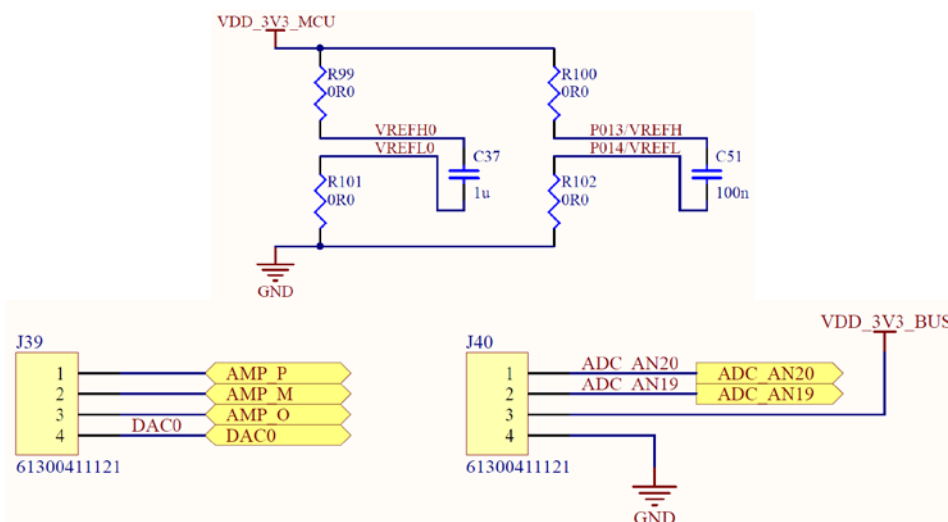 VDD_3V3_MCU
R99
0R0
R100
0R0
VREFH0
VREFL0
C37
1u
P013/VREFH
P014/VREFL
C51
100n
R101
0R0
R102
0R0
GND
J39
1 AMP_P
2 AMP_M
3 AMP_O
4 DAC0 DAC0
61300411121
VDD_3V3_BUS
J40
1 ADC_AN20 ADC_AN20
2 ADC_AN19 ADC_AN19
3
4
61300411121
GND